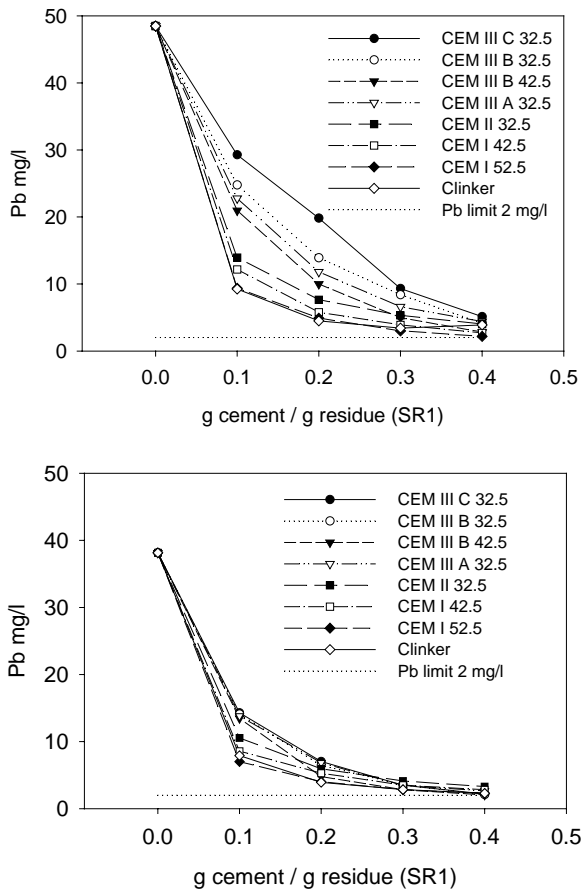 50
40
30
20
10
0
Pb mg/l
CEM III C 32.5
CEM III B 32.5
CEM III B 42.5
CEM III A 32.5
CEM II 32.5
CEM I 42.5
CEM I 52.5
Clinker
Pb limit 2 mg/l
0.0 0.1 0.2 0.3 0.4 0.5
g cement / g residue (SR1)
50
40
30
20
10
0
Pb mg/l
CEM III C 32.5
CEM III B 32.5
CEM III B 42.5
CEM III A 32.5
CEM II 32.5
CEM I 42.5
CEM I 52.5
Clinker
Pb limit 2 mg/l
0.0 0.1 0.2 0.3 0.4 0.5
g cement / g residue (SR1)